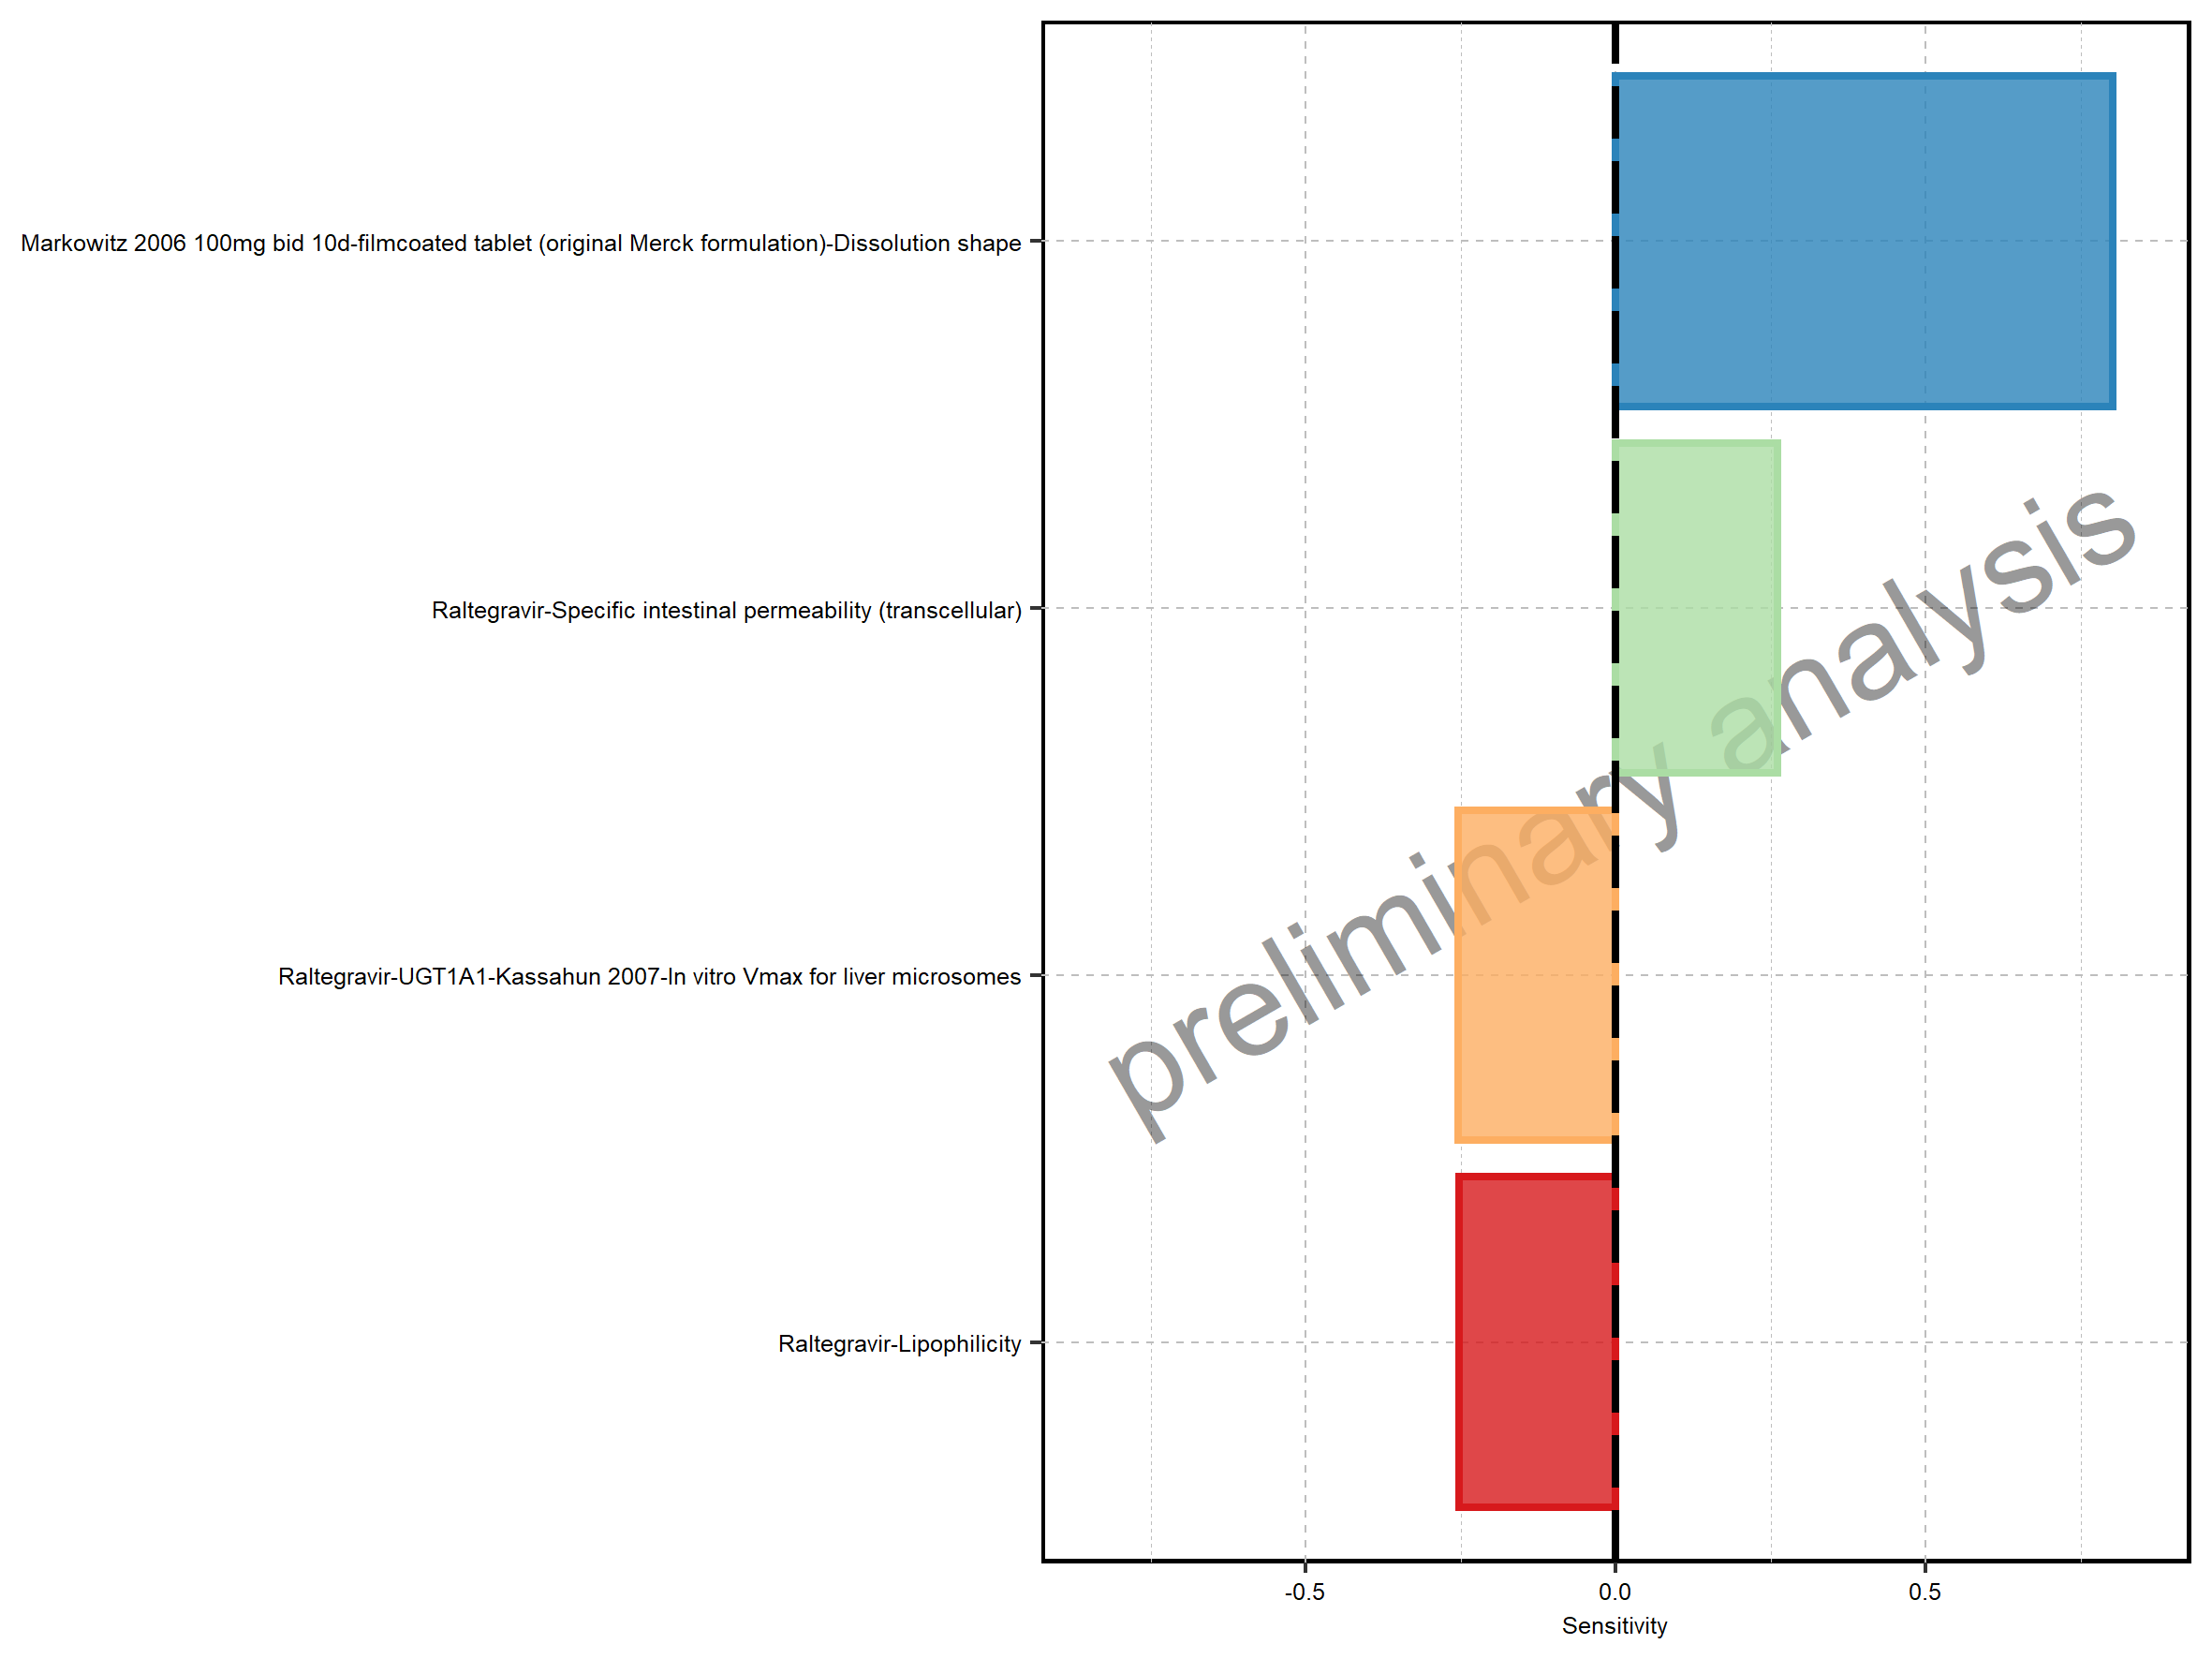 Markowitz 2006 100mg bid 10d-filmcoated tablet (original Merck formulation)-Dissolution shape
Raltegravir-Specific intestinal permeability (transcellular)
Raltegravir-UGT1A1-Kassahun 2007-In vitro Vmax for liver microsomes
Raltegravir-Lipophilicity
preliminary analysis
-0.5 0.0 0.5
Sensitivity